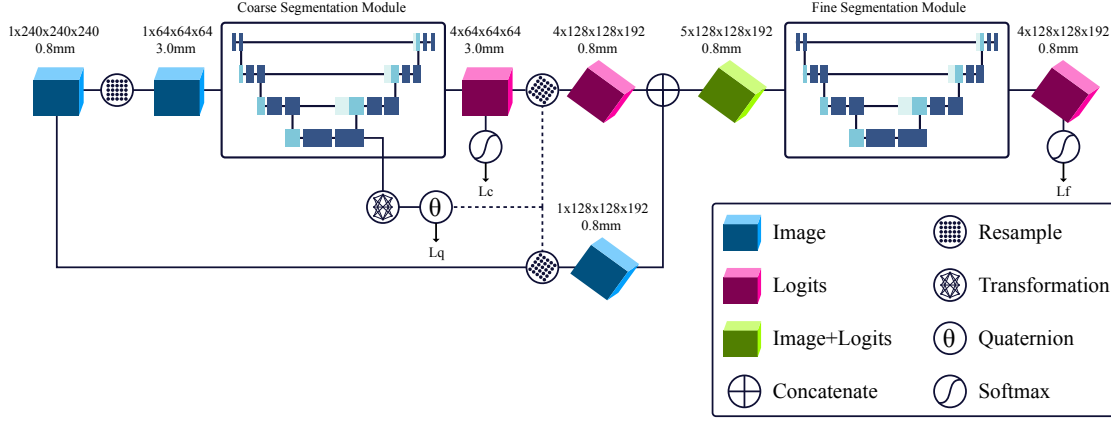 Coarse Segmentation Module
Fine Segmentation Module
1x240x240x240
0.8mm
1x64x64x64
3.0mm
4x64x64x64
3.0mm
4x128x128x192
0.8mm
5x128x128x192
0.8mm
4x128x128x192
0.8mm
Lc
Lf
θ
Lq
1x128x128x192
0.8mm
Image
Resample
Logits
Transformation
Image+Logits
θ
Quaternion
Concatenate
Softmax